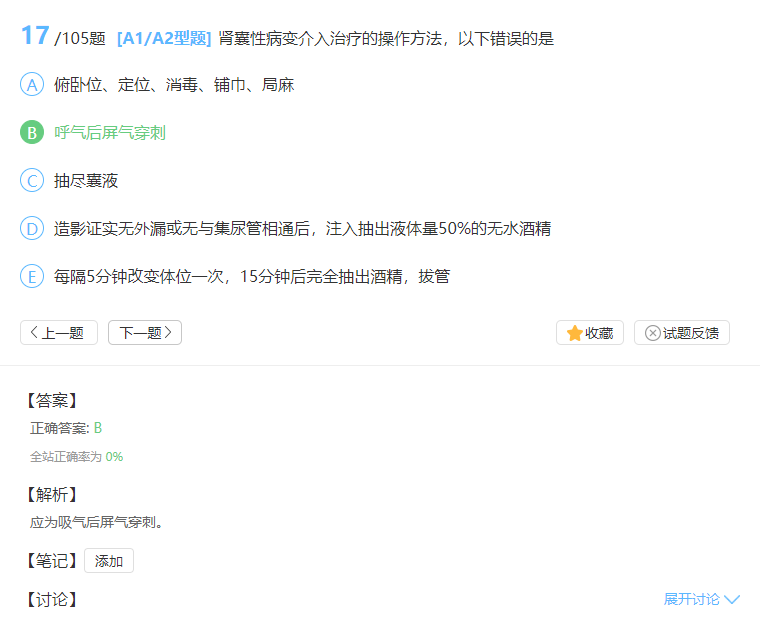 17 /105题 [A1/A2型题] 肾囊性病变介入治疗的操作方法，以下错误的是
A 俯卧位、定位、消毒、铺巾、局麻
B 呼气后屏气穿刺
C 抽尽囊液
D 造影证实无外漏或无与集尿管相通后，注入抽出液体量50%的无水酒精
E 每隔5分钟改变体位一次，15分钟后完全抽出酒精，拔管
上一题 下一题 收藏 试题反馈
【答案】
正确答案: B
全站正确率为 0%
【解析】
应为吸气后屏气穿刺。
【笔记】 添加
【讨论】 展开讨论